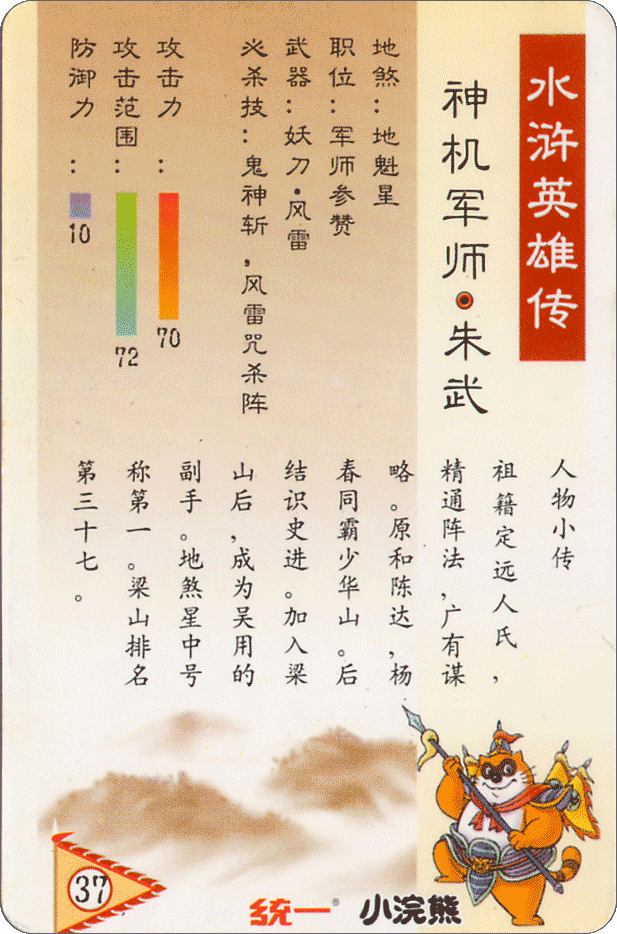 水浒英雄传
神机军师·朱武
地煞：地魁星
职位：军师参赞
武器：妖刀·风雷
必杀技：鬼神斩，风雷咒杀阵
攻击力：
70
攻击范围：
72
防御力：
10
人物小传
祖籍定远人氏，
精通阵法，广有谋
略。原和陈达，杨
春同霸少华山。后
结识史进。加入梁
山后，成为吴用的
副手。地煞星中号
称第一。梁山排名
第三十七。
37
统一®
小浣熊